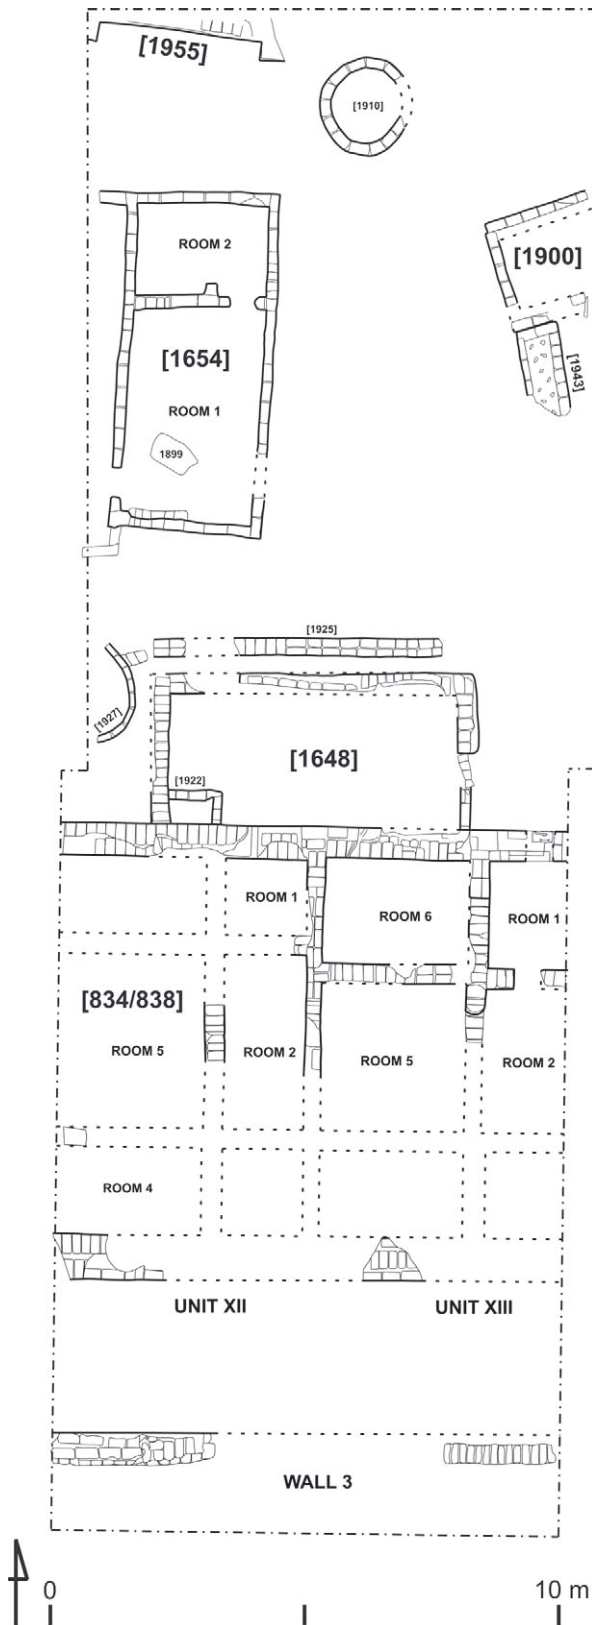 [1955]
[1910]
ROOM 2
[1900]
[1654]
[1943]
ROOM 1
1899
[1925]
[1927]
[1648]
[1922]
ROOM 1
ROOM 6
ROOM 1
[834/838]
ROOM 5
ROOM 2
ROOM 5
ROOM 2
ROOM 4
UNIT XII
UNIT XIII
WALL 3
0
10 m